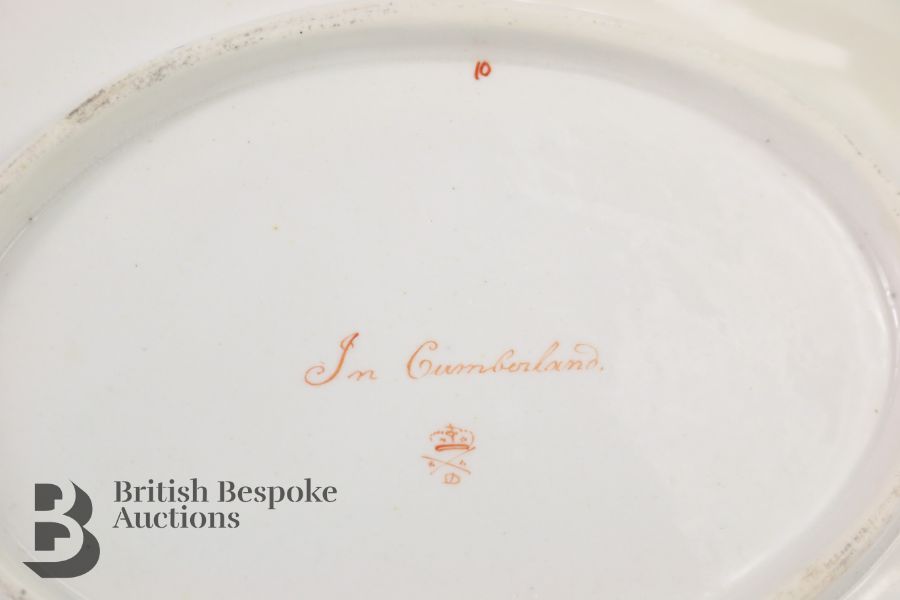 10
In Cumberland.
D
British Bespoke
Auctions